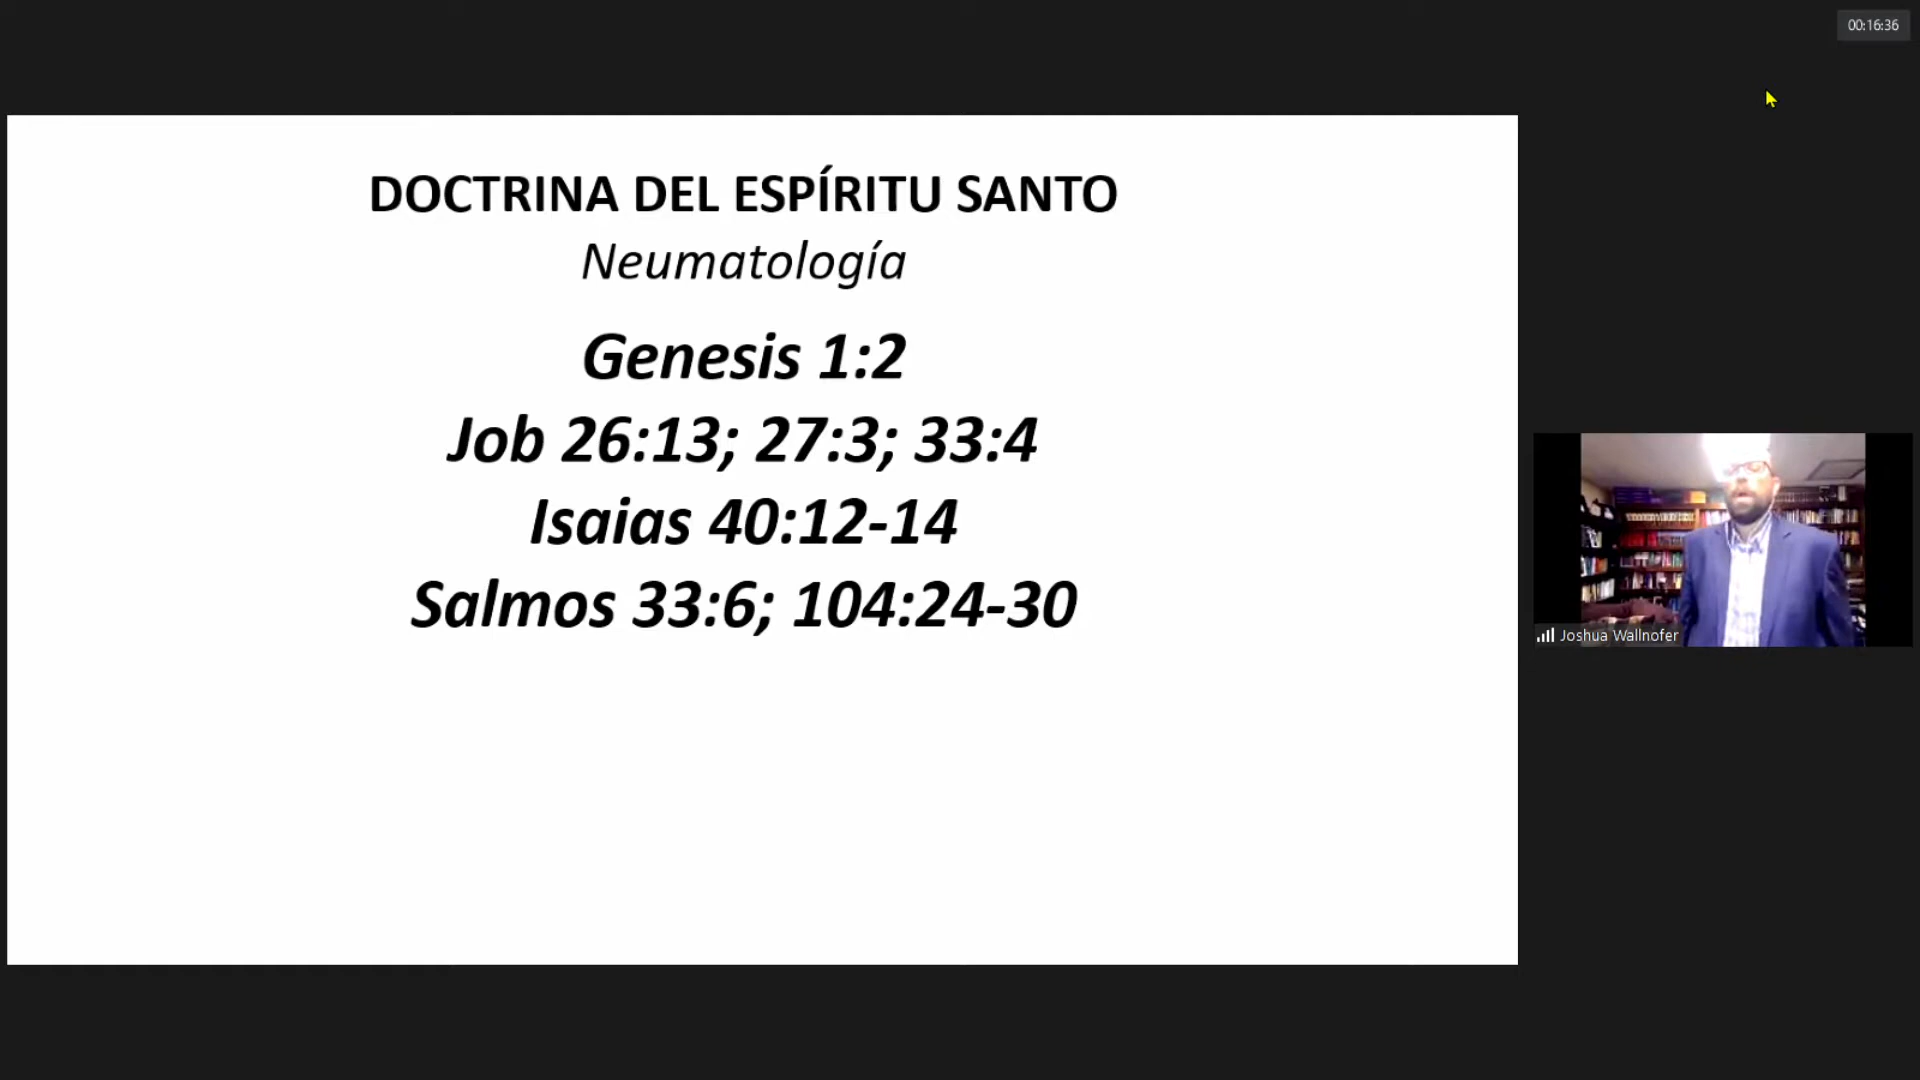 00:16:36
DOCTRINA DEL ESPÍRITU SANTO
Neumatología
Genesis 1:2
Job 26:13; 27:3; 33:4
Isaias 40:12-14
Salmos 33:6; 104:24-30
Joshua Wallnofer